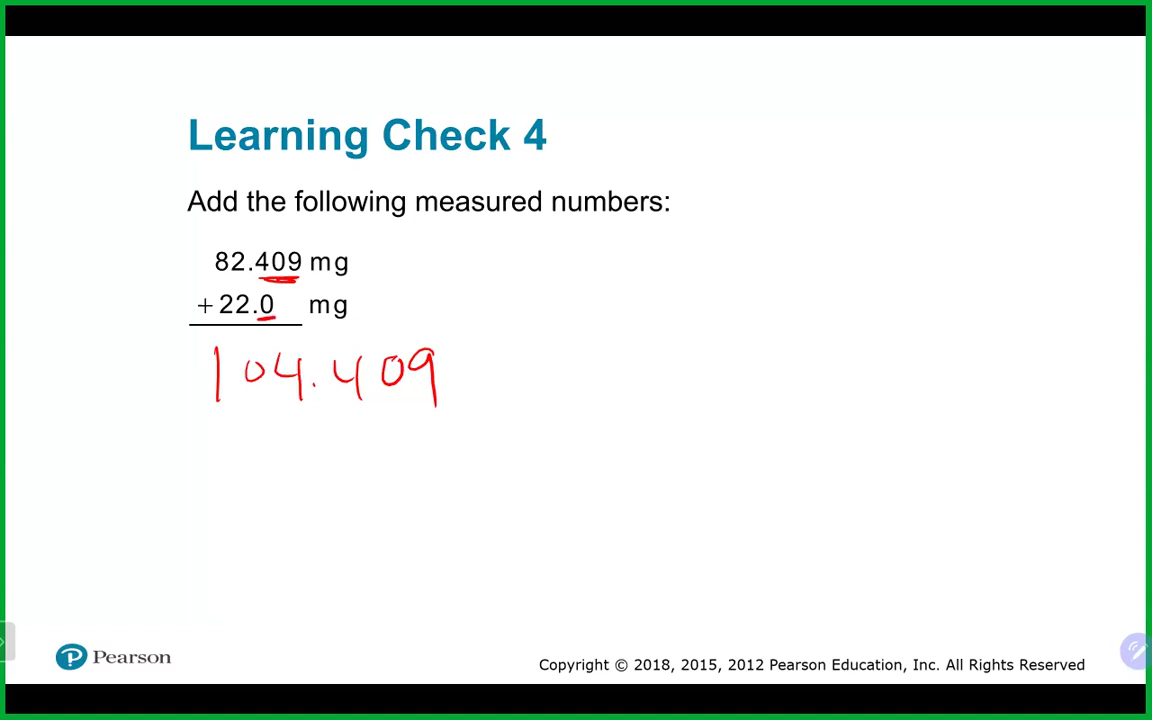 Learning Check 4
Add the following measured numbers:
82.409 mg
+22.0 mg
104.409
Pearson
Copyright © 2018, 2015, 2012 Pearson Education, Inc. All Rights Reserved